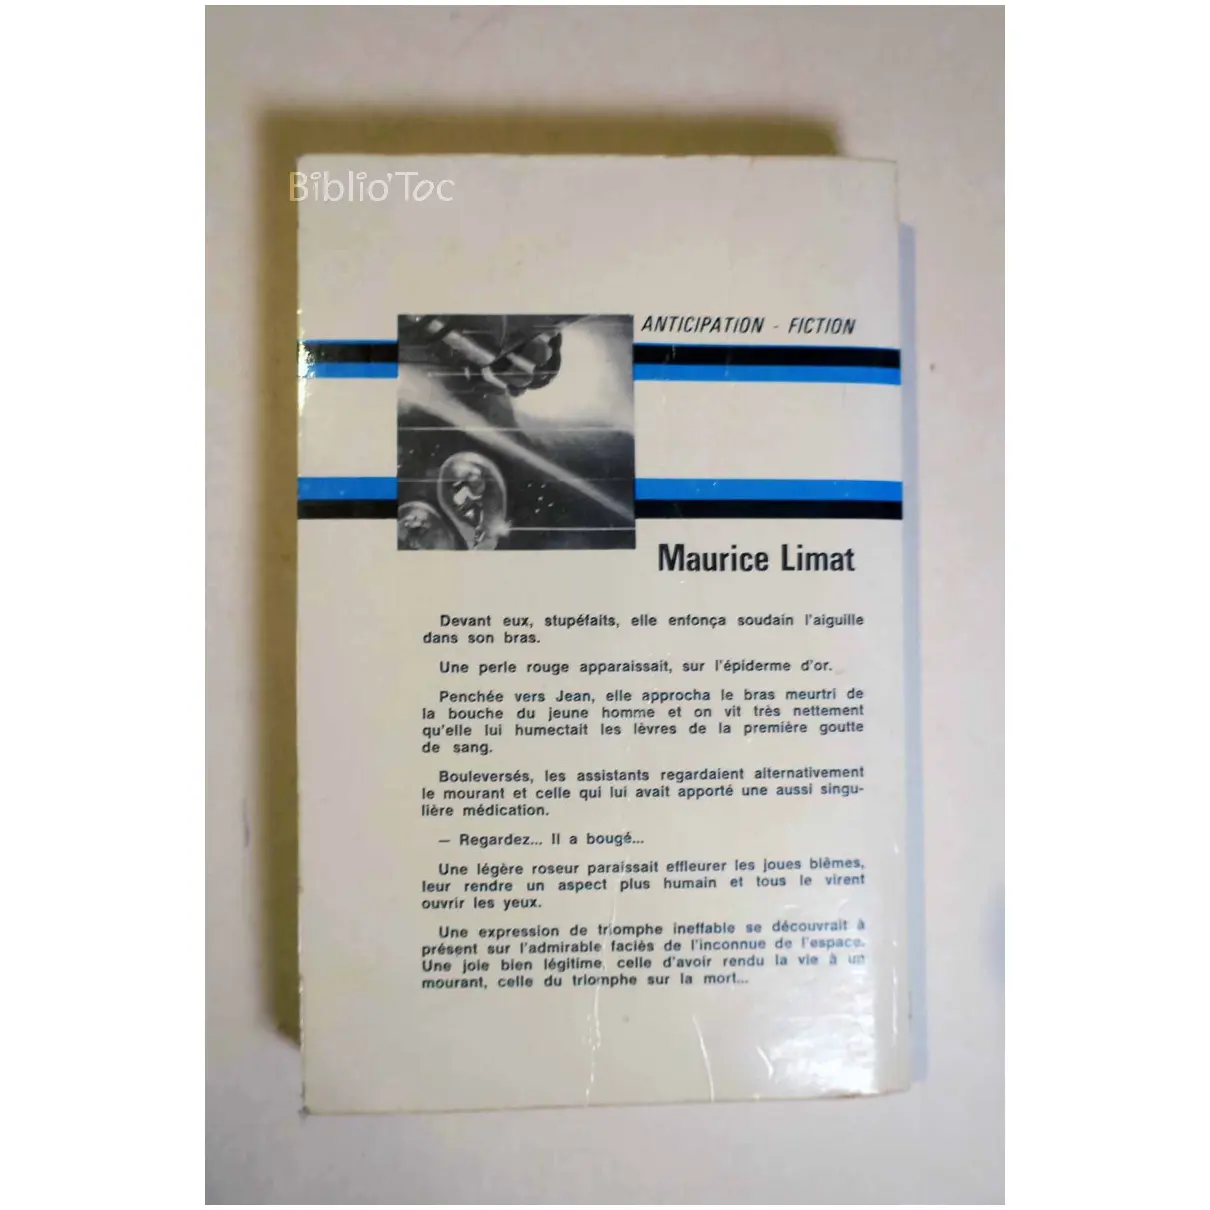 Biblio'Toc
ANTICIPATION - FICTION
Maurice Limat
Devant eux, stupéfaits, elle enfonça soudain l'aiguille
dans son bras.
Une perle rouge apparaissait, sur l'épiderme d'or.
Penchée vers Jean, elle approcha le bras meurtri de
la bouche du jeune homme et on vit très nettement
qu'elle lui humectait les lèvres de la première goutte
de sang.
Bouleversés, les assistants regardaient alternativement
le mourant et celle qui lui avait apporté une aussi singu-
lière médication.
— Regardez... Il a bougé...
Une légère roseur paraissait effleurer les joues blêmes,
leur rendre un aspect plus humain et tous le virent
ouvrir les yeux.
Une expression de triomphe ineffable se découvrait à
présent sur l'admirable faciès de l'inconnue de l'espace.
Une joie bien légitime, celle d'avoir rendu la vie à un
mourant, celle du triomphe sur la mort...